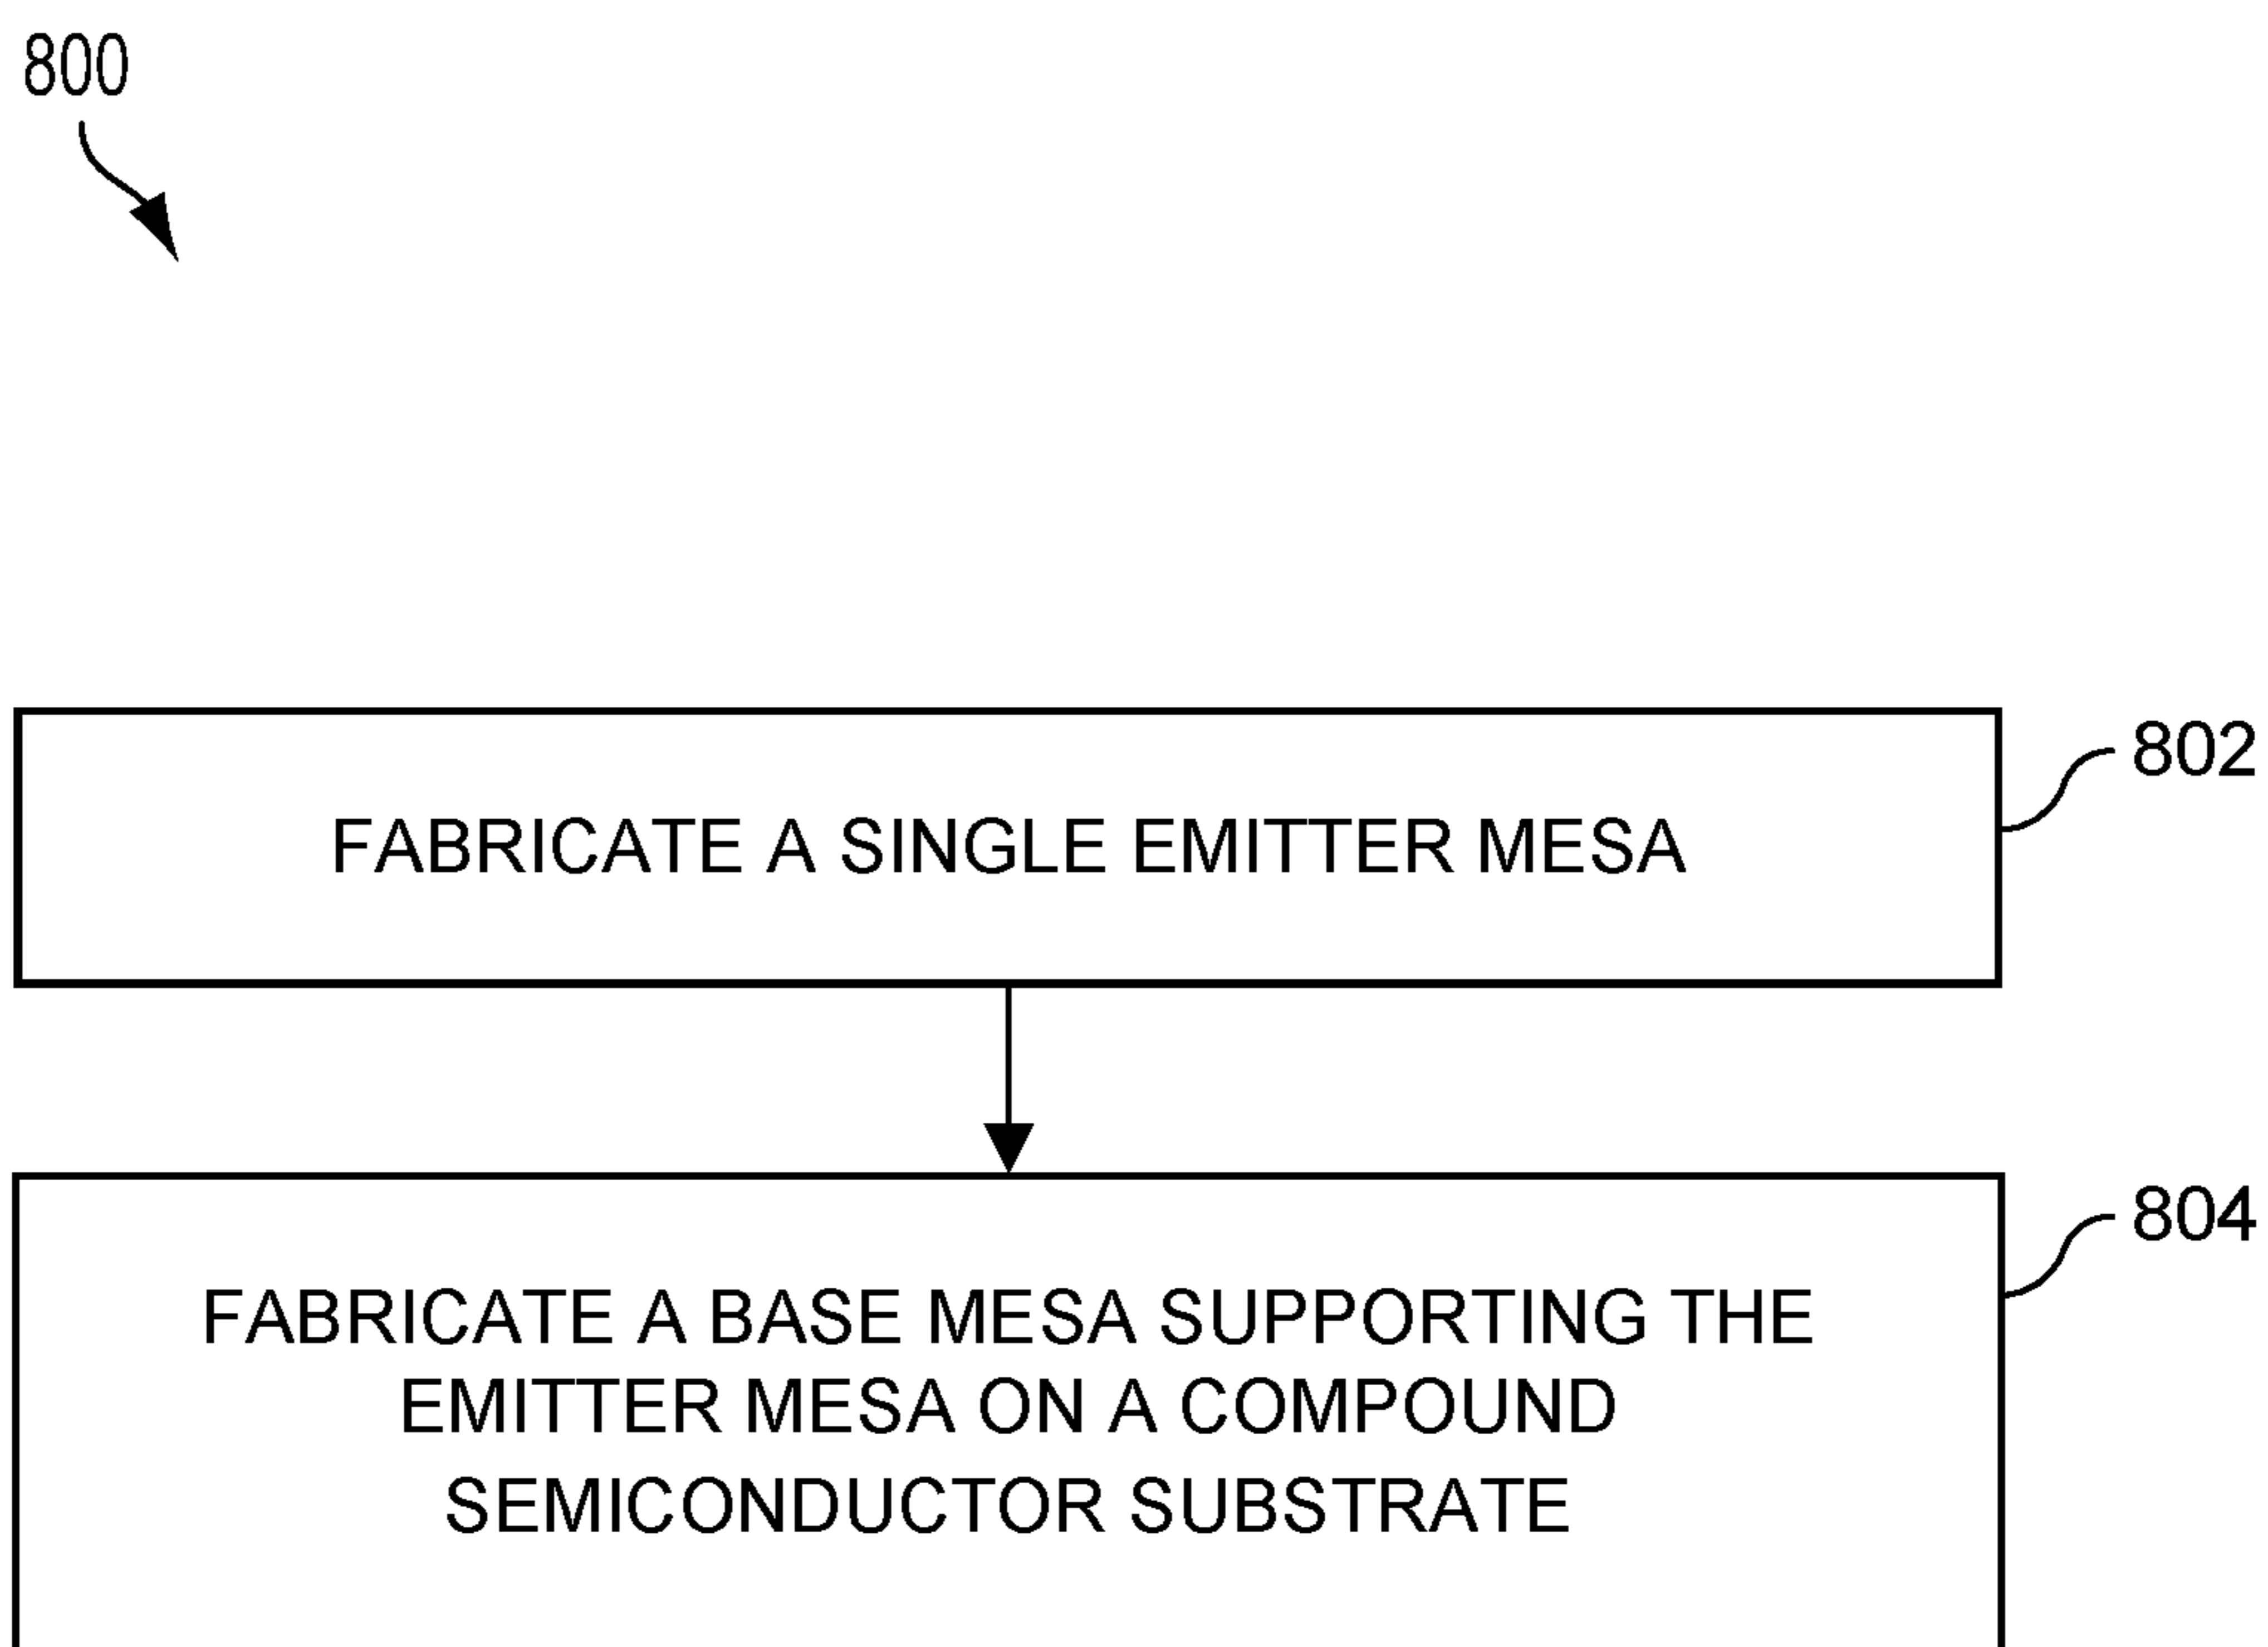 800
802
FABRICATE A SINGLE EMITTER MESA
804
FABRICATE A BASE MESA SUPPORTING THE
EMITTER MESA ON A COMPOUND
SEMICONDUCTOR SUBSTRATE